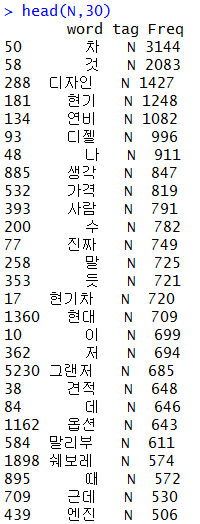 > head(N,30)
word tag Freq
50 차 N 3144
58 것 N 2083
288 디자인 N 1427
181 현기 N 1248
134 연비 N 1082
93 디젤 N 996
48 나 N 911
885 생각 N 847
532 가격 N 819
393 사람 N 791
200 수 N 782
77 진짜 N 749
258 말 N 725
353 듯 N 721
17 현기차 N 720
1360 현대 N 709
10 이 N 699
362 저 N 694
5230 그랜저 N 685
38 견적 N 648
84 데 N 646
1162 옵션 N 643
584 말리부 N 611
1898 쉐보레 N 574
895 때 N 572
709 근데 N 530
439 엔진 N 506